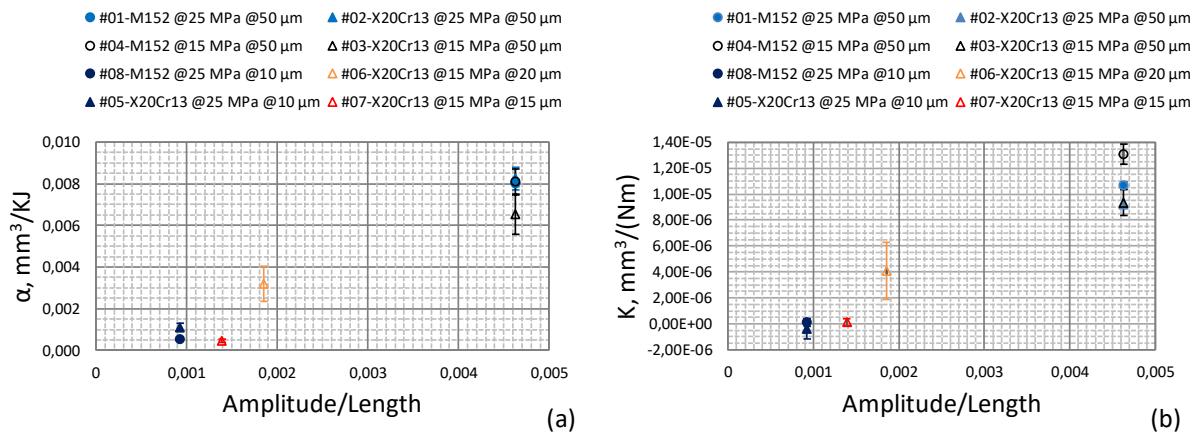 #01-M152 @25 MPa @50 µm
#02-X20Cr13 @25 MPa @50 µm
#04-M152 @15 MPa @50 µm
#03-X20Cr13 @15 MPa @50 µm
#08-M152 @25 MPa @10 µm
#06-X20Cr13 @15 MPa @20 µm
#05-X20Cr13 @25 MPa @10 µm
#07-X20Cr13 @15 MPa @15 µm
α, mm³/KJ
0,010
0,008
0,006
0,004
0,002
0,000
0
0,001
0,002
0,003
0,004
0,005
Amplitude/Length
(a)
#01-M152 @25 MPa @50 µm
#02-X20Cr13 @25 MPa @50 µm
#04-M152 @15 MPa @50 µm
#03-X20Cr13 @15 MPa @50 µm
#08-M152 @25 MPa @10 µm
#06-X20Cr13 @15 MPa @20 µm
#05-X20Cr13 @25 MPa @10 µm
#07-X20Cr13 @15 MPa @15 µm
K, mm³/(Nm)
1,40E-05
1,20E-05
1,00E-05
8,00E-06
6,00E-06
4,00E-06
2,00E-06
0,00E+00
-2,00E-06
0
0,001
0,002
0,003
0,004
0,005
Amplitude/Length
(b)